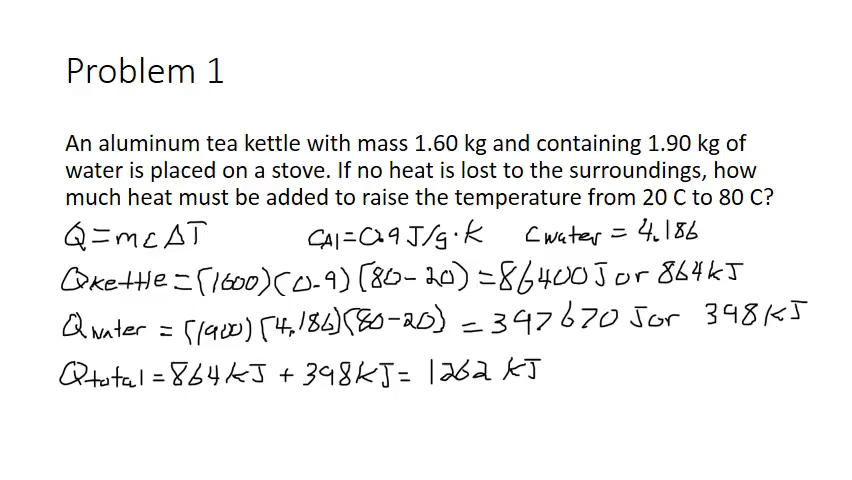 Problem 1
An aluminum tea kettle with mass 1.60 kg and containing 1.90 kg of
water is placed on a stove. If no heat is lost to the surroundings, how
much heat must be added to raise the temperature from 20 C to 80 C?
Q=mcΔT cAl=0.9 J/g·K cwater = 4.186
Qkettle=(1600)(0.9)(80-20)=86400J or 864kJ
Qwater =(1900)(4.186)(80-20) = 397670 J or 398kJ
Qtotal=864kJ + 398kJ= 1262 kJ